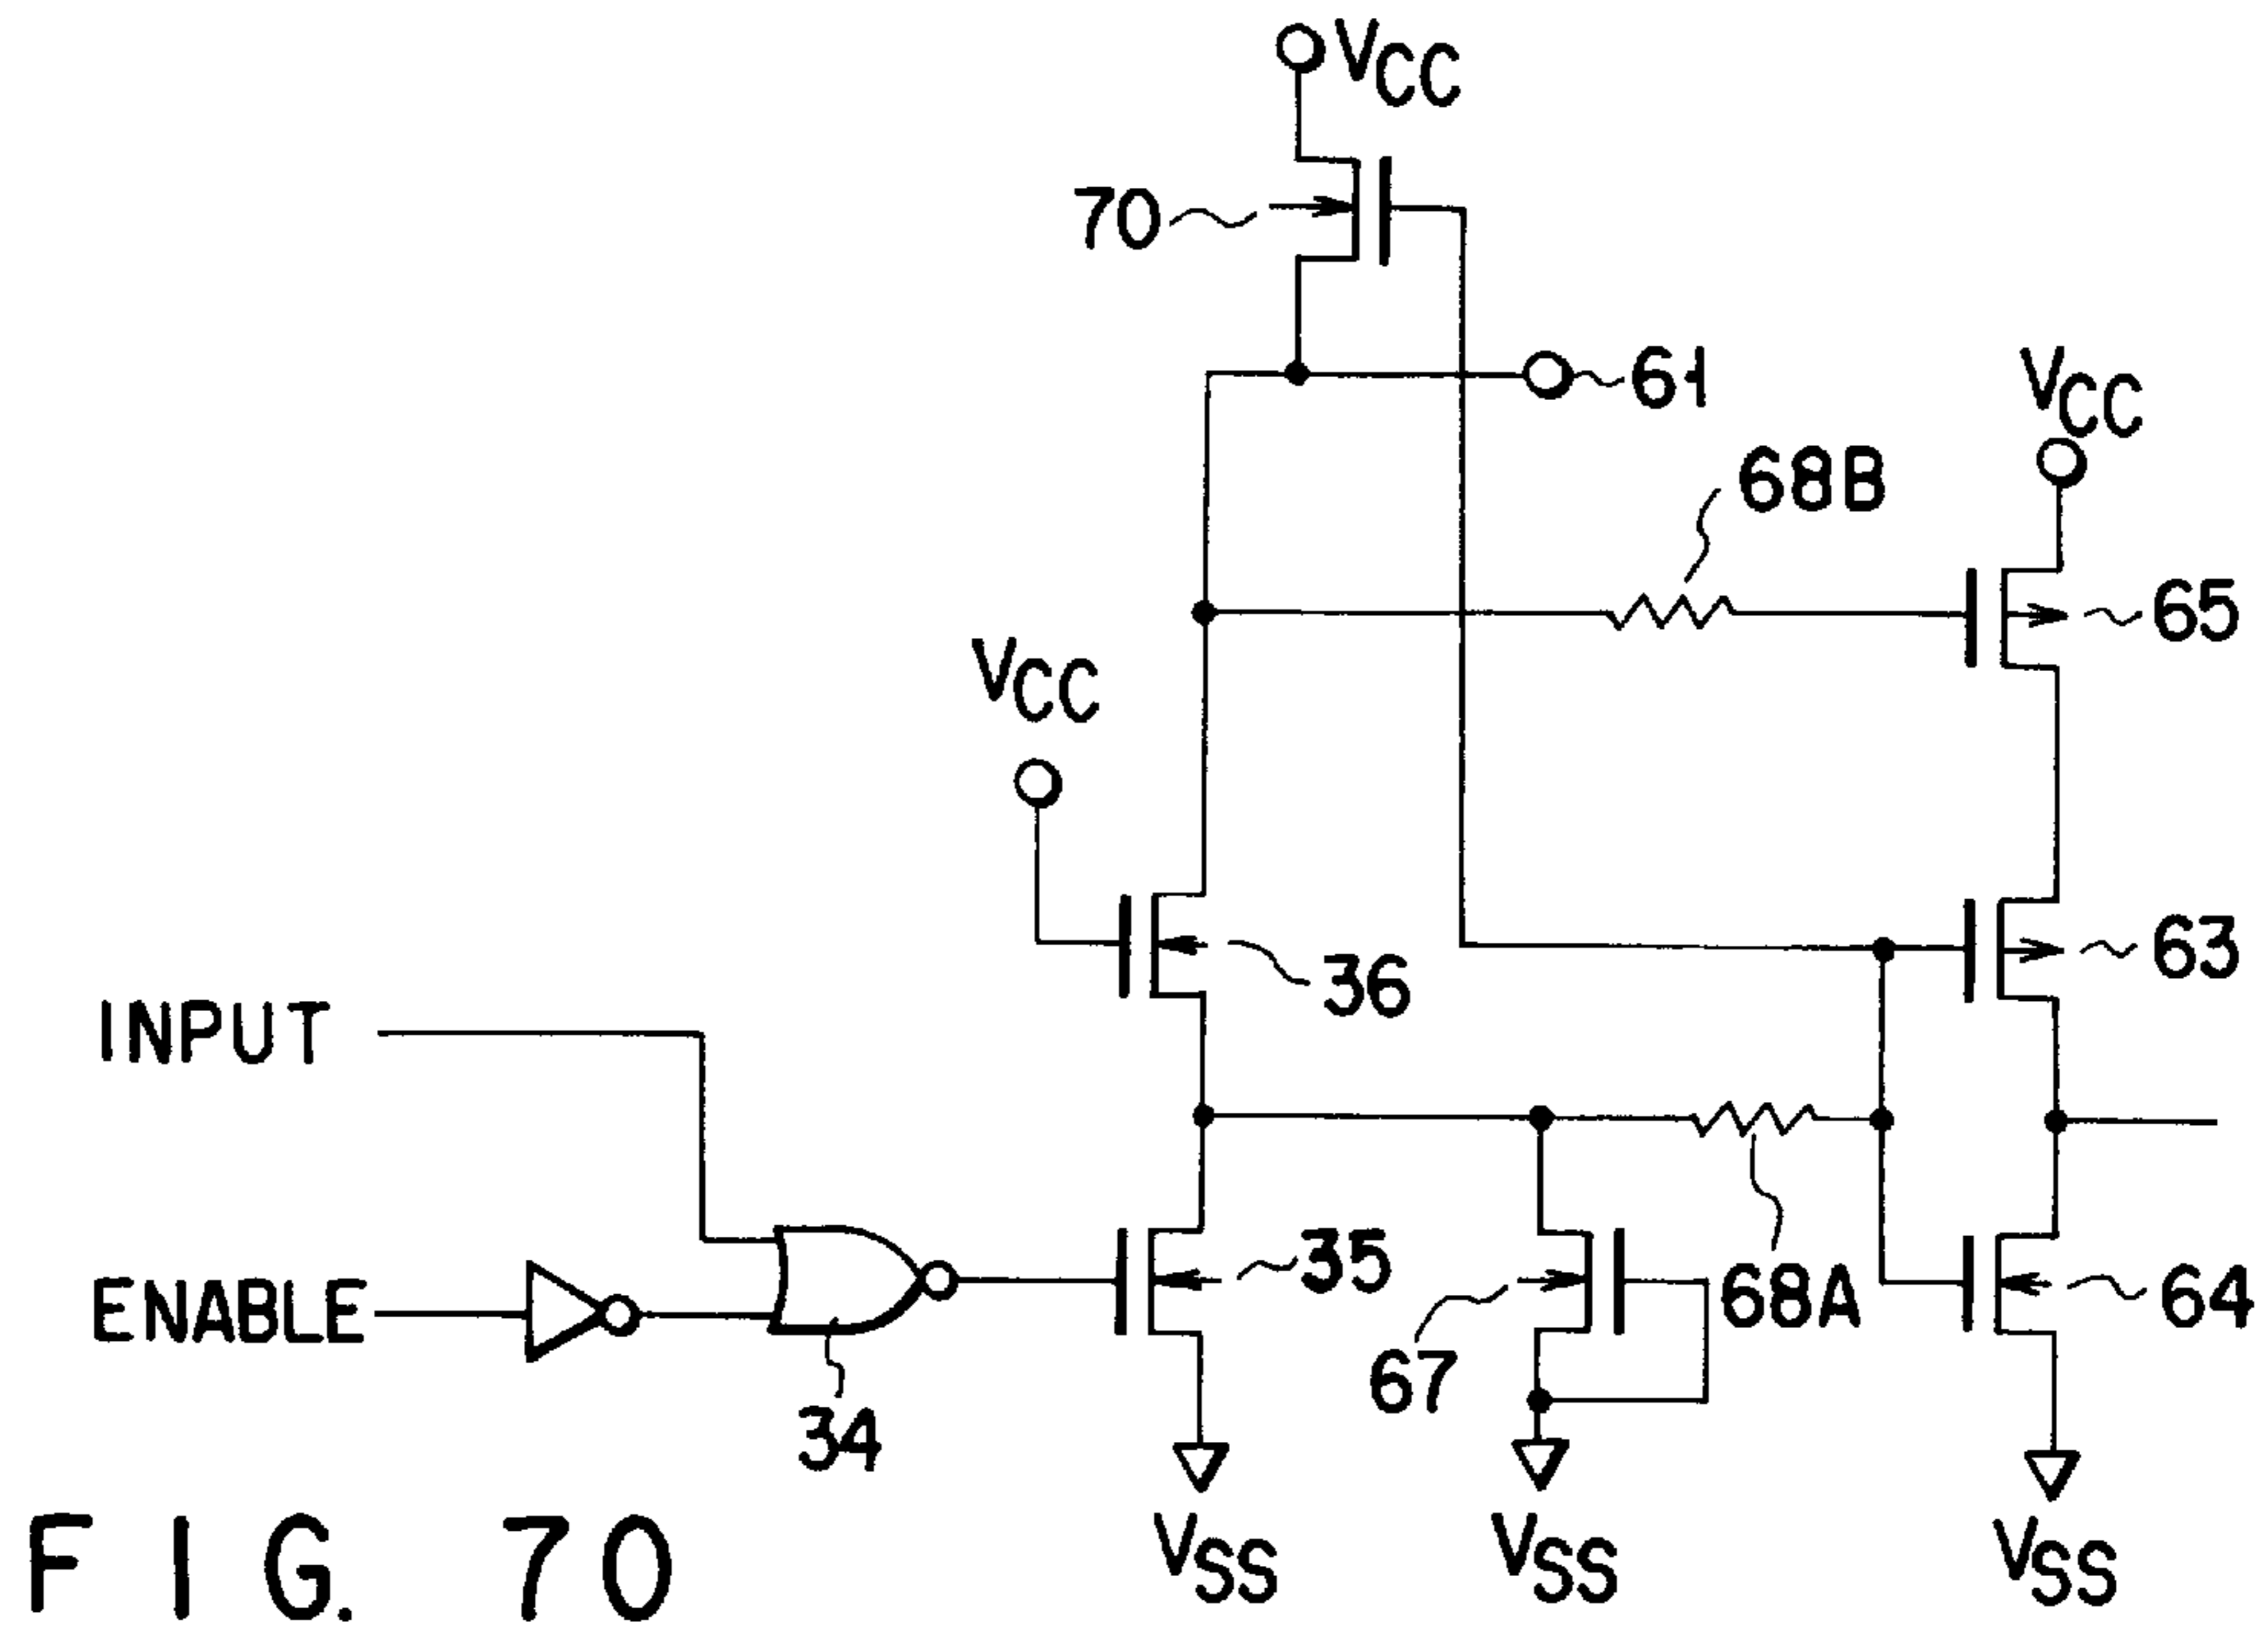 VCC
70
61
VCC
68B
65
VCC
36
63
INPUT
ENABLE
35
68A
64
67
34
VSS
VSS
VSS
F I G. 70